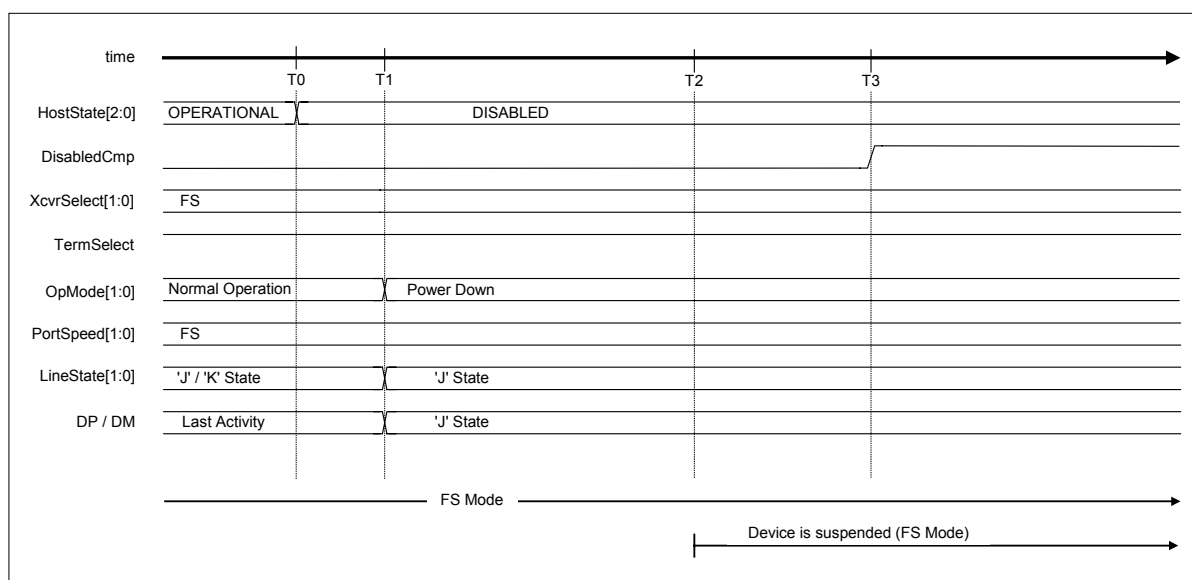 time
T0 T1 T2 T3
HostState[2:0] OPERATIONAL DISABLED
DisabledCmp
XcvrSelect[1:0] FS
TermSelect
OpMode[1:0] Normal Operation Power Down
PortSpeed[1:0] FS
LineState[1:0] 'J' / 'K' State 'J' State
DP / DM Last Activity 'J' State
FS Mode
Device is suspended (FS Mode)